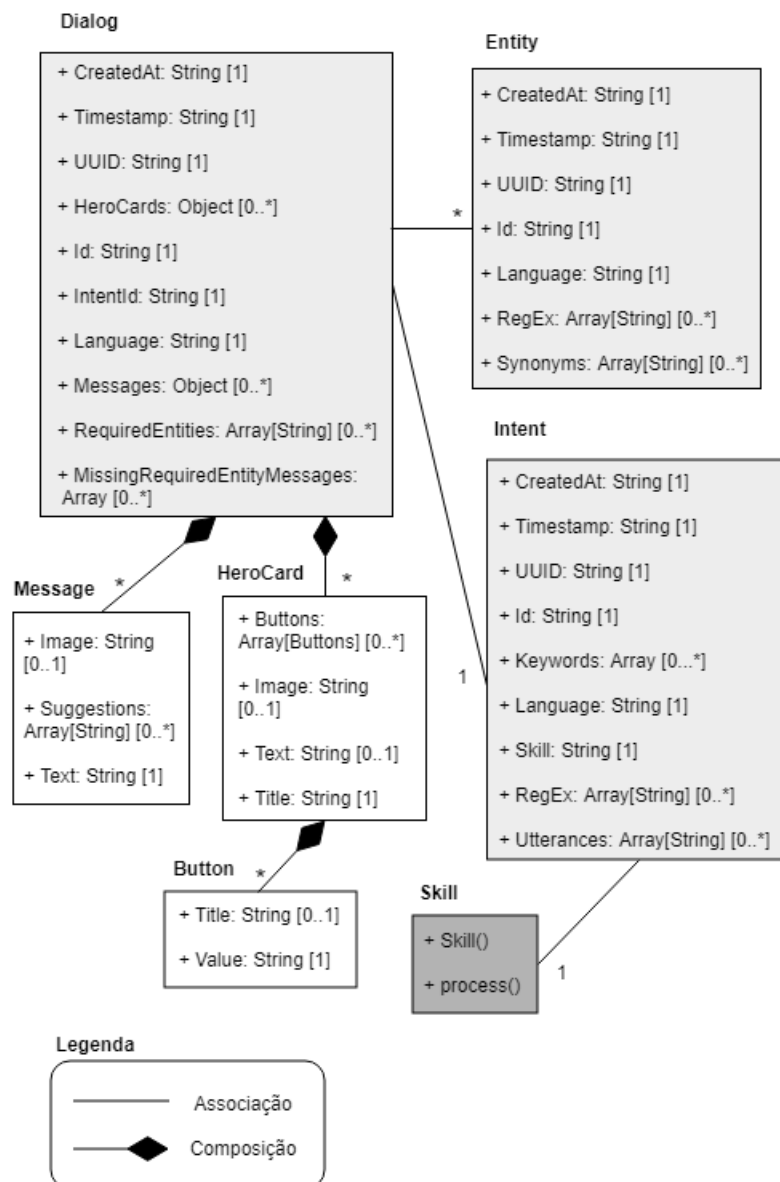 Dialog
+ CreatedAt: String [1]
+ Timestamp: String [1]
+ UUID: String [1]
+ HeroCards: Object [0..*]
+ Id: String [1]
+ IntentId: String [1]
+ Language: String [1]
+ Messages: Object [0..*]
+ RequiredEntities: Array[String] [0..*]
+ MissingRequiredEntityMessages:
Array [0..*]
Entity
+ CreatedAt: String [1]
+ Timestamp: String [1]
+ UUID: String [1]
+ Id: String [1]
+ Language: String [1]
+ RegEx: Array[String] [0..*]
+ Synonyms: Array[String] [0..*]
*
Intent
+ CreatedAt: String [1]
+ Timestamp: String [1]
+ UUID: String [1]
+ Id: String [1]
+ Keywords: Array [0...*]
+ Language: String [1]
+ Skill: String [1]
+ RegEx: Array[String] [0..*]
+ Utterances: Array[String] [0..*]
1
Message
*
+ Image: String
[0..1]
+ Suggestions:
Array[String] [0..*]
+ Text: String [1]
HeroCard
*
+ Buttons:
Array[Buttons] [0..*]
+ Image: String
[0..1]
+ Text: String [0..1]
+ Title: String [1]
Button
*
+ Title: String [0..1]
+ Value: String [1]
Skill
+ Skill()
+ process()
1
Legenda
Associação
Composição